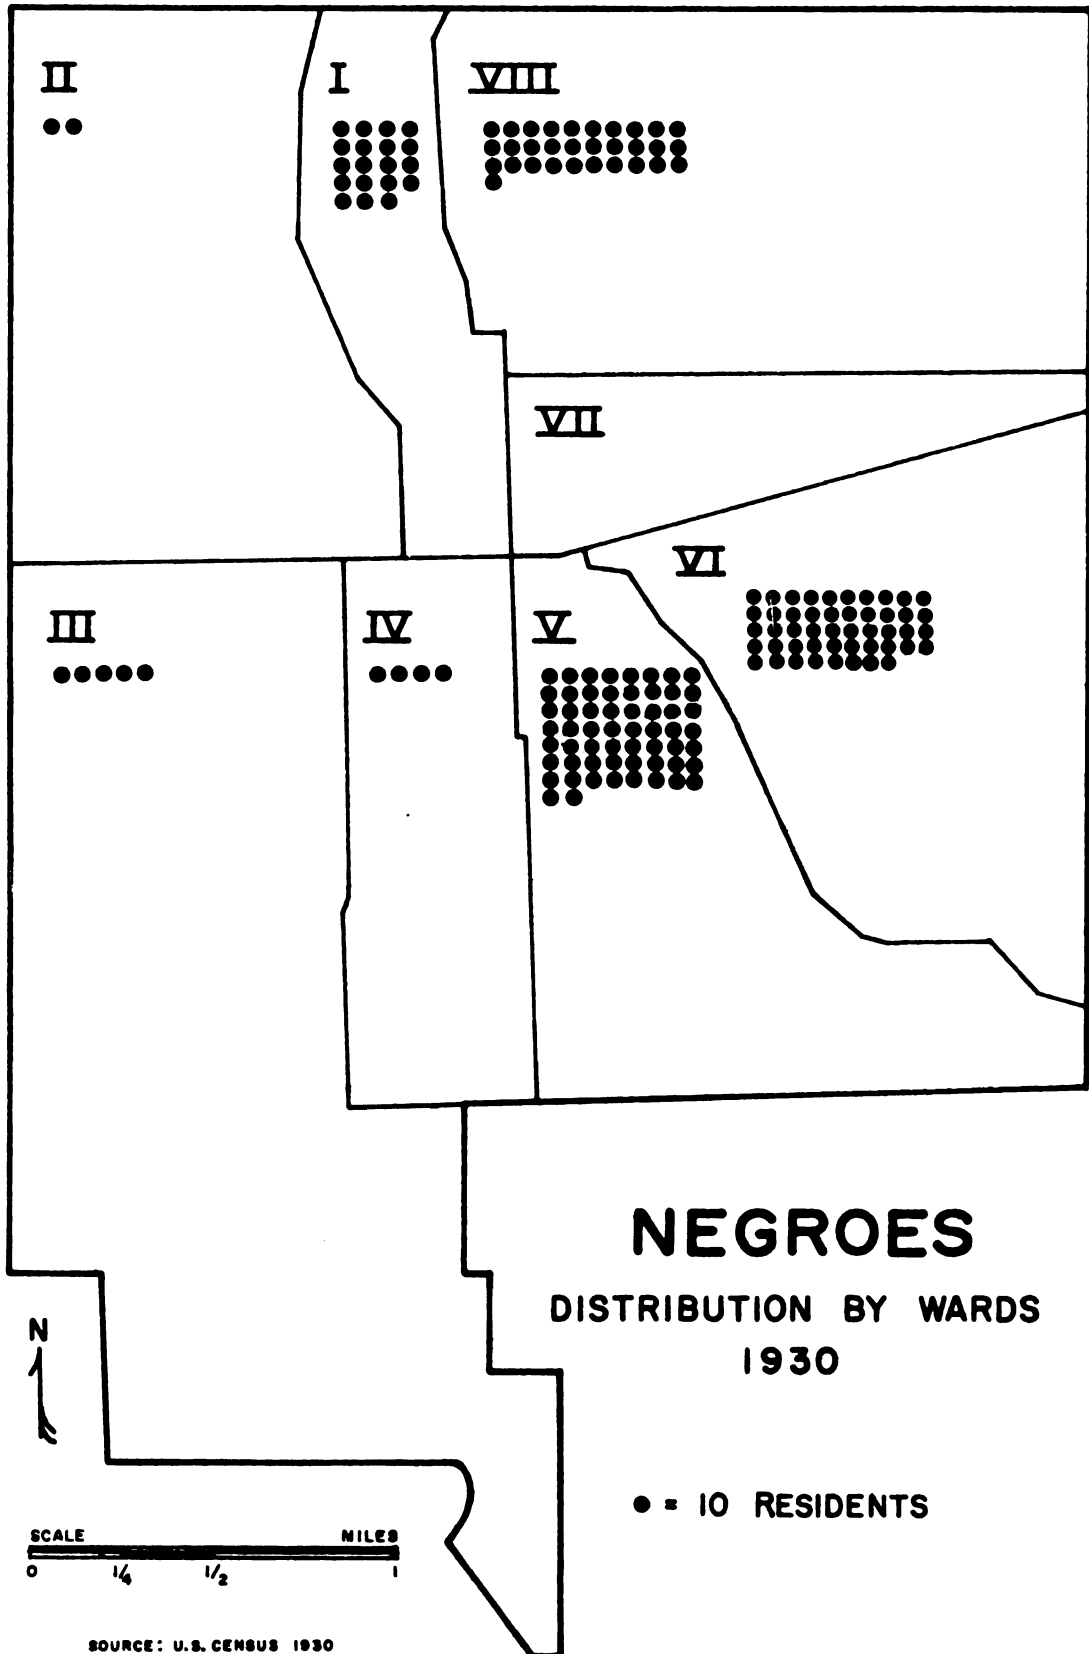 II
I
VIII
VII
VI
III
IV
V
NEGROES
DISTRIBUTION BY WARDS
1930
N
● = 10 RESIDENTS
SCALE MILES
0 1/4 1/2 1
SOURCE: U.S. CENSUS 1930